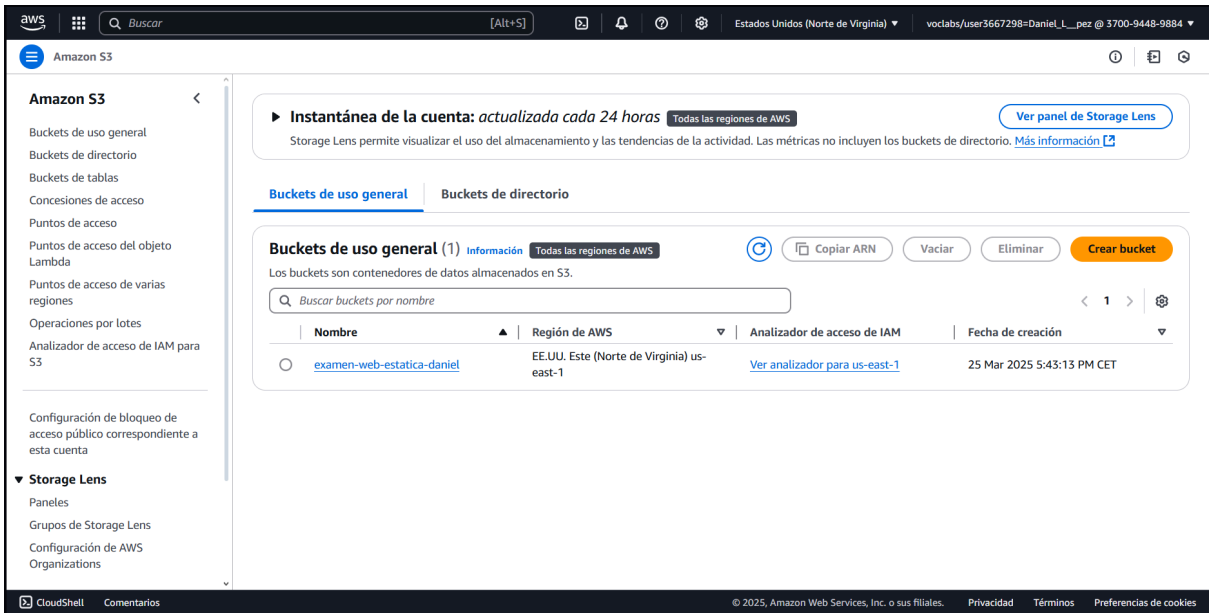 aws
Buscar
[Alt+S]
Estados Unidos (Norte de Virginia) ▼
voclabs/user3667298=Daniel_L__pez @ 3700-9448-9884 ▼
Amazon S3
Amazon S3
Buckets de uso general
Buckets de directorio
Buckets de tablas
Concesiones de acceso
Puntos de acceso
Puntos de acceso del objeto
Lambda
Puntos de acceso de varias
regiones
Operaciones por lotes
Analizador de acceso de IAM para
S3
Configuración de bloqueo de
acceso público correspondiente a
esta cuenta
▼ Storage Lens
Paneles
Grupos de Storage Lens
Configuración de AWS
Organizations
▶ Instantánea de la cuenta: actualizada cada 24 horas Todas las regiones de AWS
Ver panel de Storage Lens
Storage Lens permite visualizar el uso del almacenamiento y las tendencias de la actividad. Las métricas no incluyen los buckets de directorio. Más información
Buckets de uso general
Buckets de directorio
Buckets de uso general (1) Información Todas las regiones de AWS
Copiar ARN
Vaciar
Eliminar
Crear bucket
Los buckets son contenedores de datos almacenados en S3.
Buscar buckets por nombre
< 1 >
Nombre ▲ | Región de AWS ▽ | Analizador de acceso de IAM | Fecha de creación ▽
examen-web-estatica-daniel
EE.UU. Este (Norte de Virginia) us-
east-1
Ver analizador para us-east-1
25 Mar 2025 5:43:13 PM CET
CloudShell
Comentarios
© 2025, Amazon Web Services, Inc. o sus filiales.
Privacidad
Términos
Preferencias de cookies